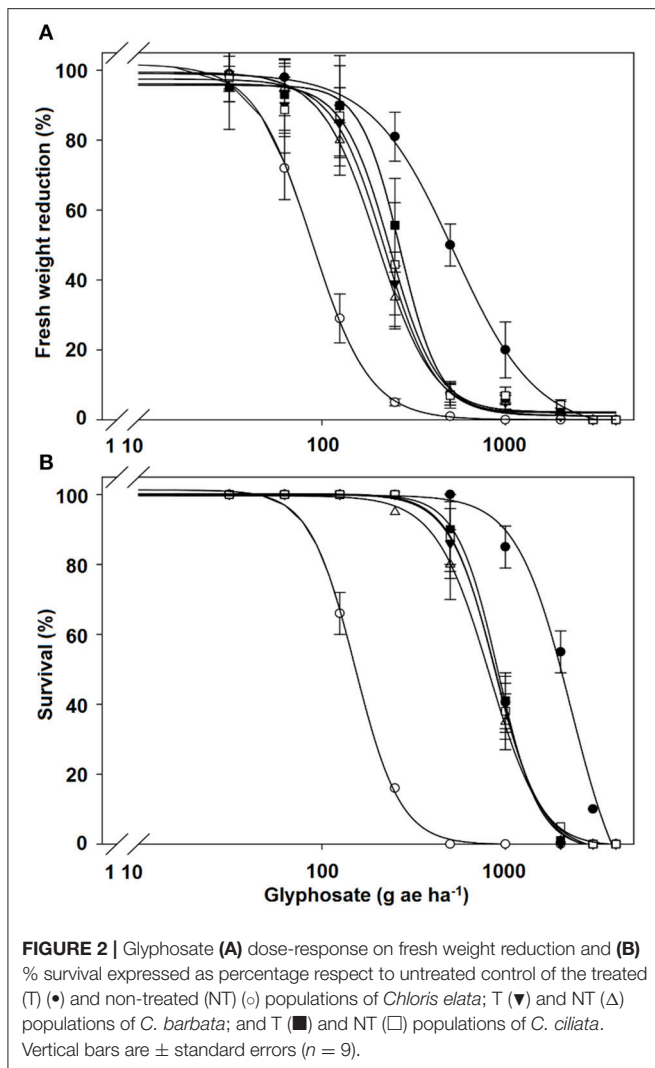 A
100
80
60
40
20
0
Fresh weight reduction (%)
1 10
100
1000
B
100
80
60
40
20
0
Survival (%)
1 10
100
1000
Glyphosate (g ae ha⁻¹)
FIGURE 2 | Glyphosate (A) dose-response on fresh weight reduction and (B)
% survival expressed as percentage respect to untreated control of the treated
(T) (●) and non-treated (NT) (○) populations of Chloris elata; T (▼) and NT (△)
populations of C. barbata; and T (■) and NT (□) populations of C. ciliata.
Vertical bars are ± standard errors (n = 9).